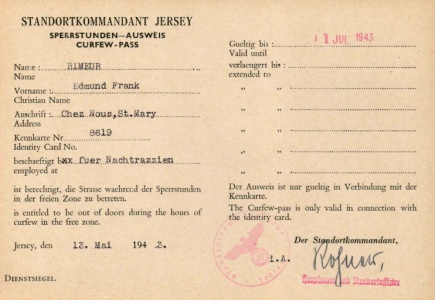 STANDORTKOMMANDANT JERSEY
SPERRSTUNDEN—AUSWEIS
CURFEW-PASS
Name : RIMEUR
Name
Vorname : Edmund Frank
Christian Name
Anschrift : Chez Nous,St.Mary
Address
Kennkarte Nr. 8619
Identity Card No.
beschaeftigt bei xx fuer Nachtrazzien
employed at
ist berechtigt, die Strasse waehrend der Sperrstunden
in der freien Zone zu betreten.
is entitled to be out of doors during the hours of
curfew in the free zone.
Jersey, den 13. Mai 1943.
DIENSTSIEGEL.
Gueltig bis : 1 JUL 1943
Valid until
verlaengert bis :
extended to
" "
" "
" "
" "
" "
" "
Der Ausweis ist nur gueltig in Verbindung mit der
Kennkarte.
The Curfew-pass is only valid in connection with
the identity card.
Der Standortkommandant,
i.A.
Hauptmann und Standortoffizier